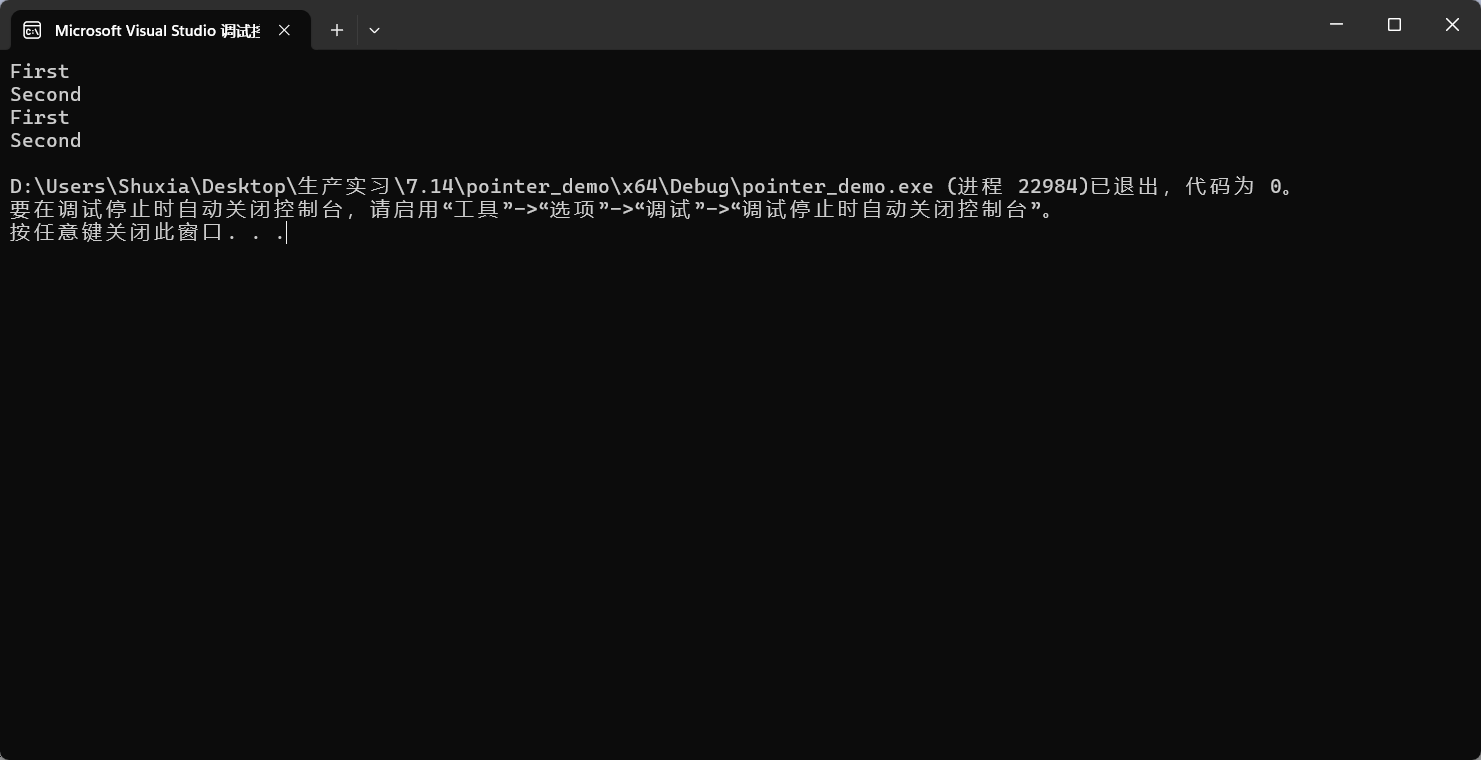 Microsoft Visual Studio 调试
First
Second
First
Second
D:\Users\Shuxia\Desktop\生产实习\7.14\pointer_demo\x64\Debug\pointer_demo.exe (进程 22984)已退出，代码为 0。
要在调试停止时自动关闭控制台，请启用“工具”->“选项”->“调试”->“调试停止时自动关闭控制台”。
按任意键关闭此窗口. . .